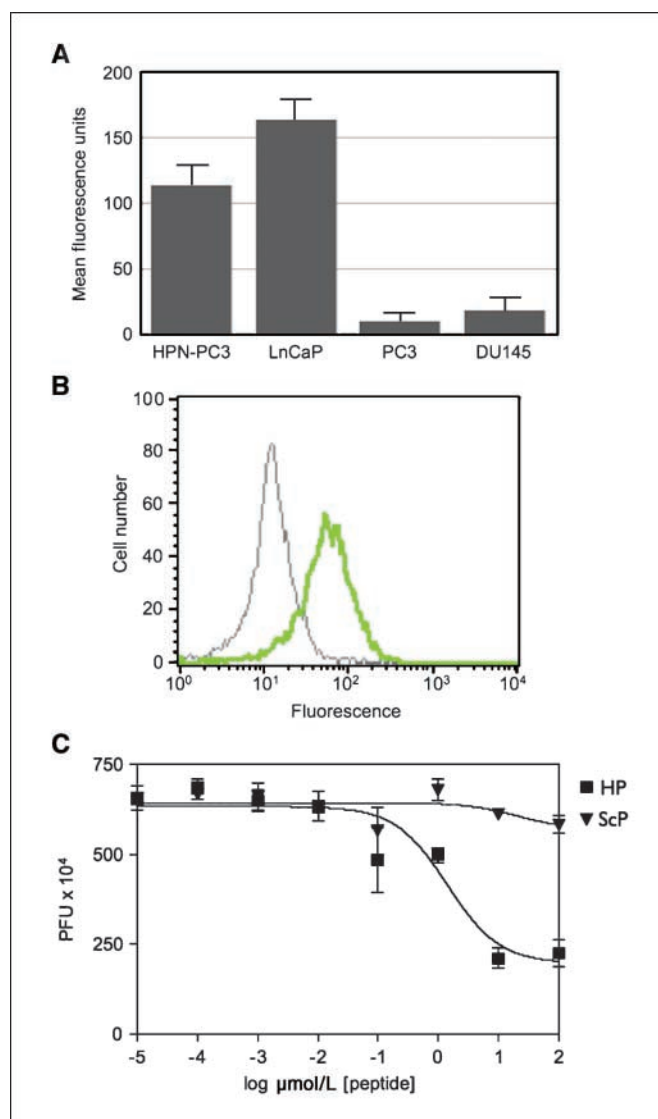 A
200
150
100
50
0
Mean fluorescence units
HPN-PC3 LnCaP PC3 DU145
B
100
80
60
40
20
0
Cell number
10⁰ 10¹ 10² 10³ 10⁴
Fluorescence
C
750
500
250
0
PFU x 10⁴
-5 -4 -3 -2 -1 0 1 2
log µmol/L [peptide]
HP
ScP